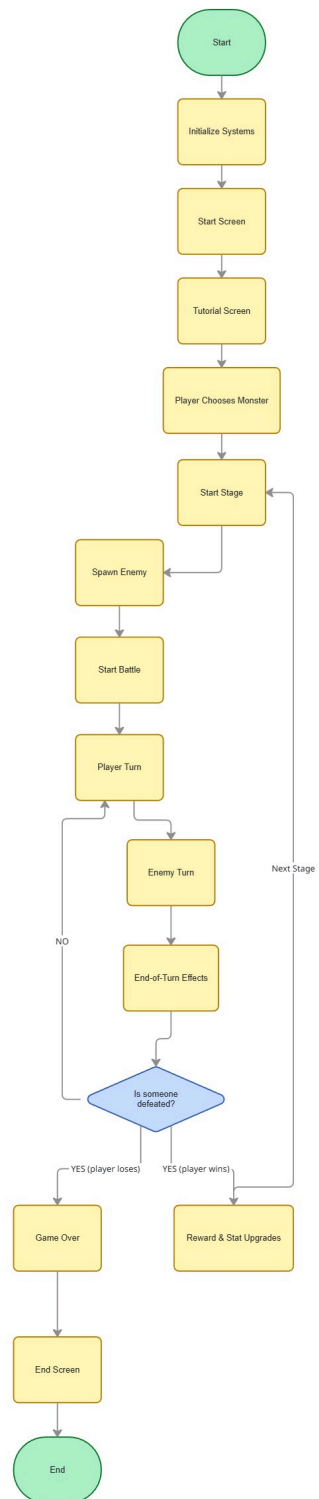 Start
Initialize Systems
Start Screen
Tutorial Screen
Player Chooses Monster
Start Stage
Spawn Enemy
Start Battle
Player Turn
Enemy Turn
Next Stage
NO
End-of-Turn Effects
Is someone
defeated?
YES (player loses)
YES (player wins)
Game Over
Reward & Stat Upgrades
End Screen
End